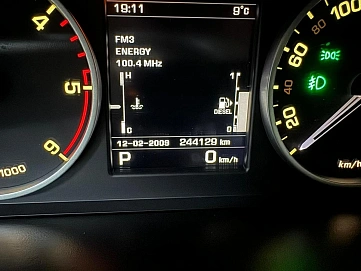 19:11 9°c
FM3
ENERGY
100.4 MHz
H 1
DIESEL
C 0
12-02-2009 244129 km
P 0 km/h
4
5
6
1000
100
80
60
40
20
km/h